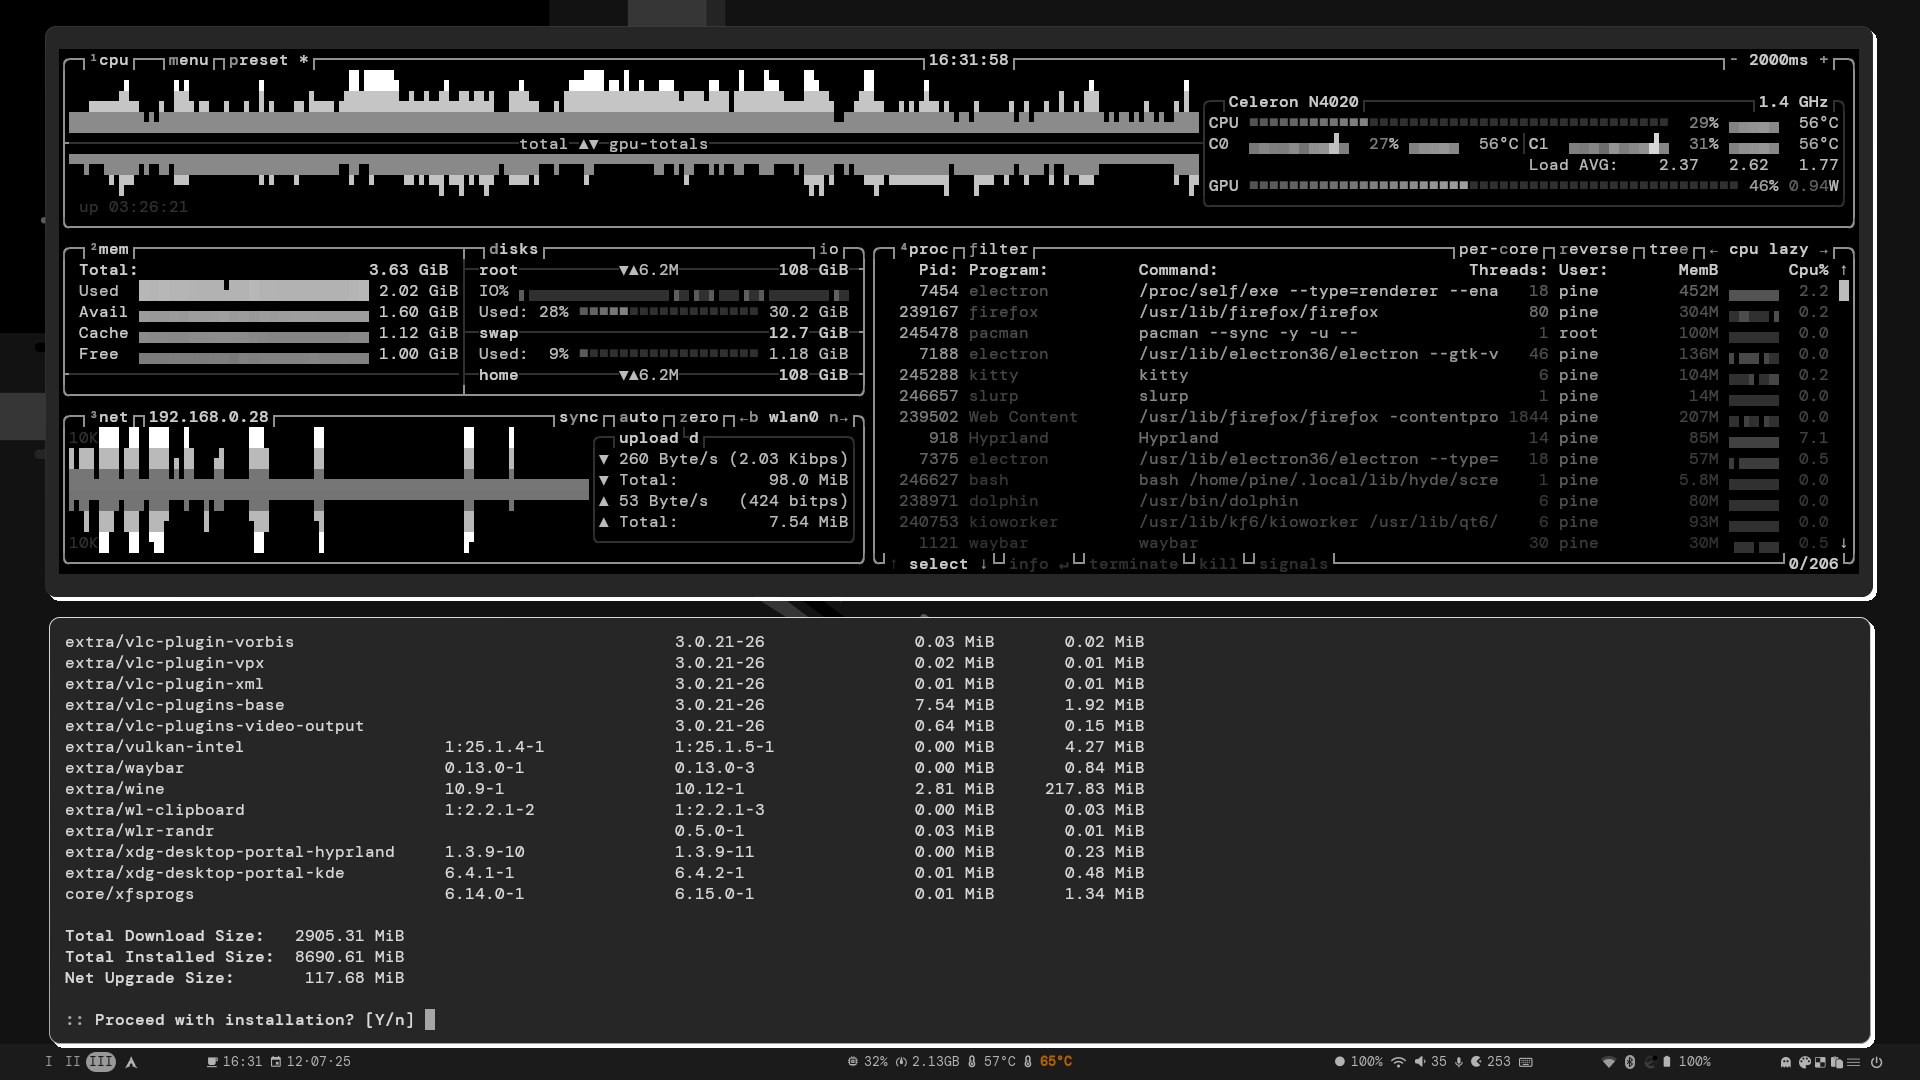 ¹cpu menu preset * 16:31:58 - 2000ms +
Celeron N4020 1.4 GHz
CPU 29% 56°C
total ▲▼ gpu-totals
C0 27% 56°C C1 31% 56°C
Load AVG: 2.37 2.62 1.77
GPU 46% 0.94W
up 03:26:21
²mem
Total: 3.63 GiB
Used 2.02 GiB
Avail 1.60 GiB
Cache 1.12 GiB
Free 1.00 GiB
disks io
root ▼▲6.2M 108 GiB
IO%
Used: 28% 30.2 GiB
swap 12.7 GiB
Used: 9% 1.18 GiB
home ▼▲6.2M 108 GiB
³net 192.168.0.28 sync auto zero ←b wlan0 n→
10K
10K
upload d
▼ 260 Byte/s (2.03 Kibps)
▼ Total: 98.0 MiB
▲ 53 Byte/s (424 bitps)
▲ Total: 7.54 MiB
⁴proc filter per-core reverse tree ← cpu lazy →
Pid: Program: Command: Threads: User: MemB Cpu% ↑
7454 electron /proc/self/exe --type=renderer --ena 18 pine 452M 2.2
239167 firefox /usr/lib/firefox/firefox 80 pine 304M 0.2
245478 pacman pacman --sync -y -u -- 1 root 100M 0.0
7188 electron /usr/lib/electron36/electron --gtk-v 46 pine 136M 0.0
245288 kitty kitty 6 pine 104M 0.2
246657 slurp slurp 1 pine 14M 0.0
239502 Web Content /usr/lib/firefox/firefox -contentpro 1844 pine 207M 0.0
918 Hyprland Hyprland 14 pine 85M 7.1
7375 electron /usr/lib/electron36/electron --type= 18 pine 57M 0.5
246627 bash bash /home/pine/.local/lib/hyde/scre 1 pine 5.8M 0.0
238971 dolphin /usr/bin/dolphin 6 pine 80M 0.0
240753 kioworker /usr/lib/kf6/kioworker /usr/lib/qt6/ 6 pine 93M 0.0
1121 waybar waybar 30 pine 30M 0.5 ↓
↑ select ↓ info ↵ terminate kill signals 0/206
extra/vlc-plugin-vorbis 3.0.21-26 0.03 MiB 0.02 MiB
extra/vlc-plugin-vpx 3.0.21-26 0.02 MiB 0.01 MiB
extra/vlc-plugin-xml 3.0.21-26 0.01 MiB 0.01 MiB
extra/vlc-plugins-base 3.0.21-26 7.54 MiB 1.92 MiB
extra/vlc-plugins-video-output 3.0.21-26 0.64 MiB 0.15 MiB
extra/vulkan-intel 1:25.1.4-1 1:25.1.5-1 0.00 MiB 4.27 MiB
extra/waybar 0.13.0-1 0.13.0-3 0.00 MiB 0.84 MiB
extra/wine 10.9-1 10.12-1 2.81 MiB 217.83 MiB
extra/wl-clipboard 1:2.2.1-2 1:2.2.1-3 0.00 MiB 0.03 MiB
extra/wlr-randr 0.5.0-1 0.03 MiB 0.01 MiB
extra/xdg-desktop-portal-hyprland 1.3.9-10 1.3.9-11 0.00 MiB 0.23 MiB
extra/xdg-desktop-portal-kde 6.4.1-1 6.4.2-1 0.01 MiB 0.48 MiB
core/xfsprogs 6.14.0-1 6.15.0-1 0.01 MiB 1.34 MiB
Total Download Size: 2905.31 MiB
Total Installed Size: 8690.61 MiB
Net Upgrade Size: 117.68 MiB
:: Proceed with installation? [Y/n]
I II III 16:31 12·07·25 32% 2.13GB 57°C 65°C 100% 35 253 100%